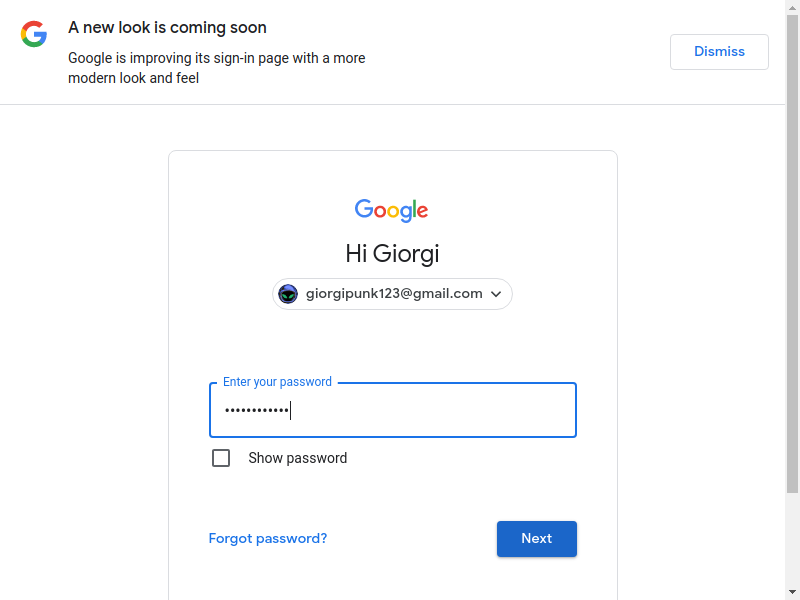 A new look is coming soon
Google is improving its sign-in page with a more
modern look and feel
Dismiss
Google
Hi Giorgi
giorgipunk123@gmail.com
Enter your password
••••••••••••
Show password
Forgot password?
Next